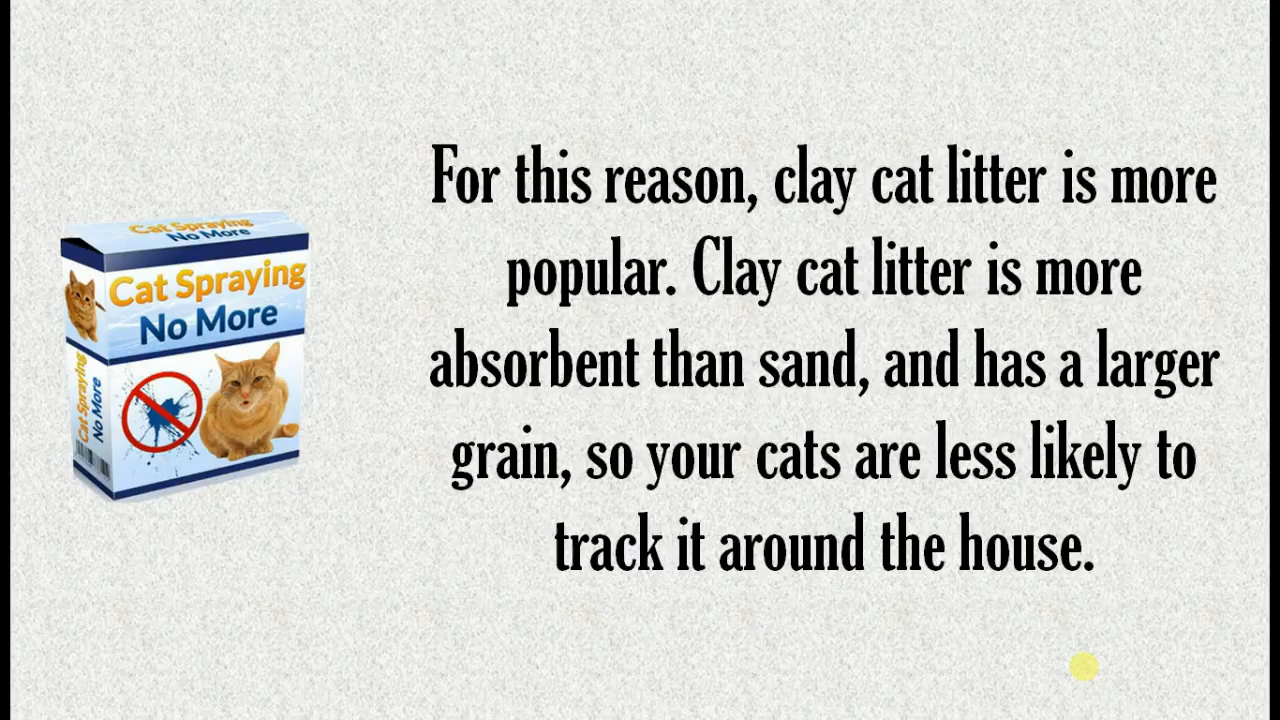 Cat Spraying
No More
Cat Spraying
No More
Cat Spraying
No More
For this reason, clay cat litter is more
popular. Clay cat litter is more
absorbent than sand, and has a larger
grain, so your cats are less likely to
track it around the house.